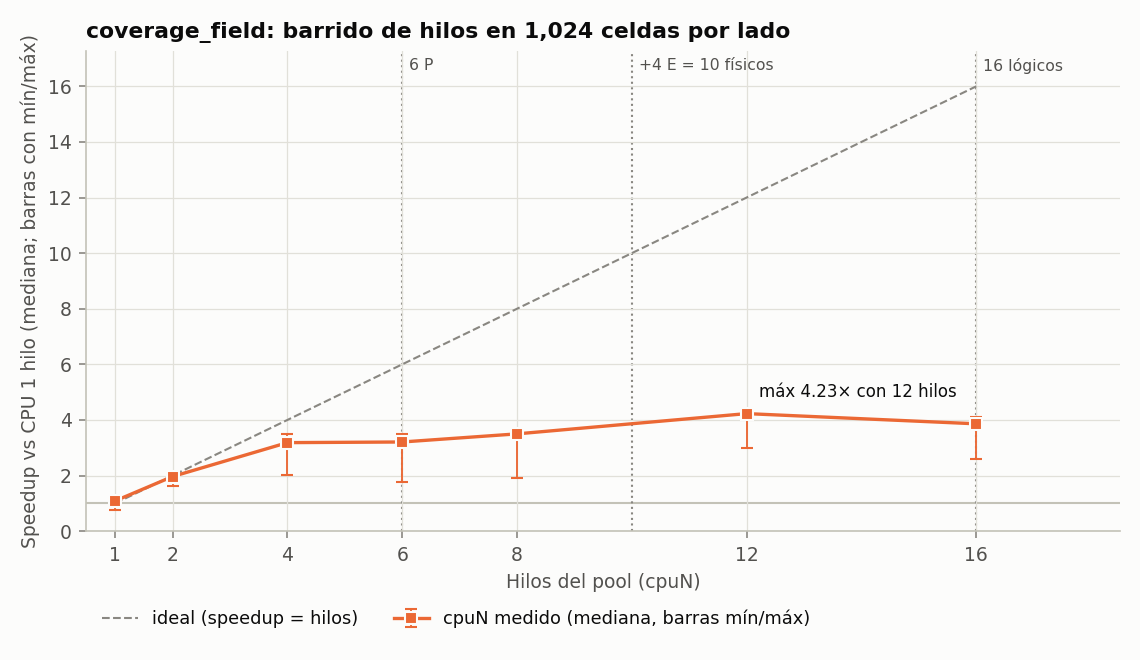 coverage_field: barrido de hilos en 1,024 celdas por lado
Speedup vs CPU 1 hilo (mediana; barras con mín/máx)
16
14
12
10
8
6
4
2
0
6 P
+4 E = 10 físicos
16 lógicos
máx 4.23× con 12 hilos
1
2
4
6
8
12
16
Hilos del pool (cpuN)
ideal (speedup = hilos)
cpuN medido (mediana, barras mín/máx)